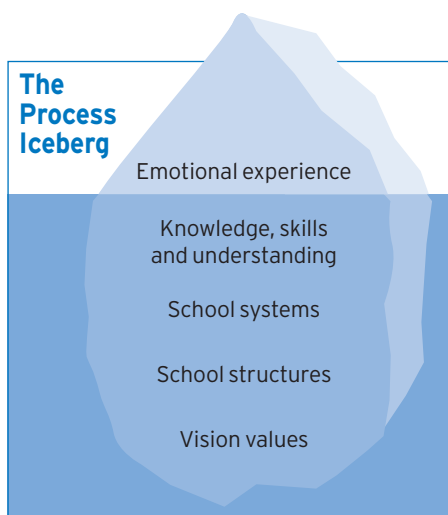 The
Process
Iceberg
Emotional experience
Knowledge, skills
and understanding
School systems
School structures
Vision values